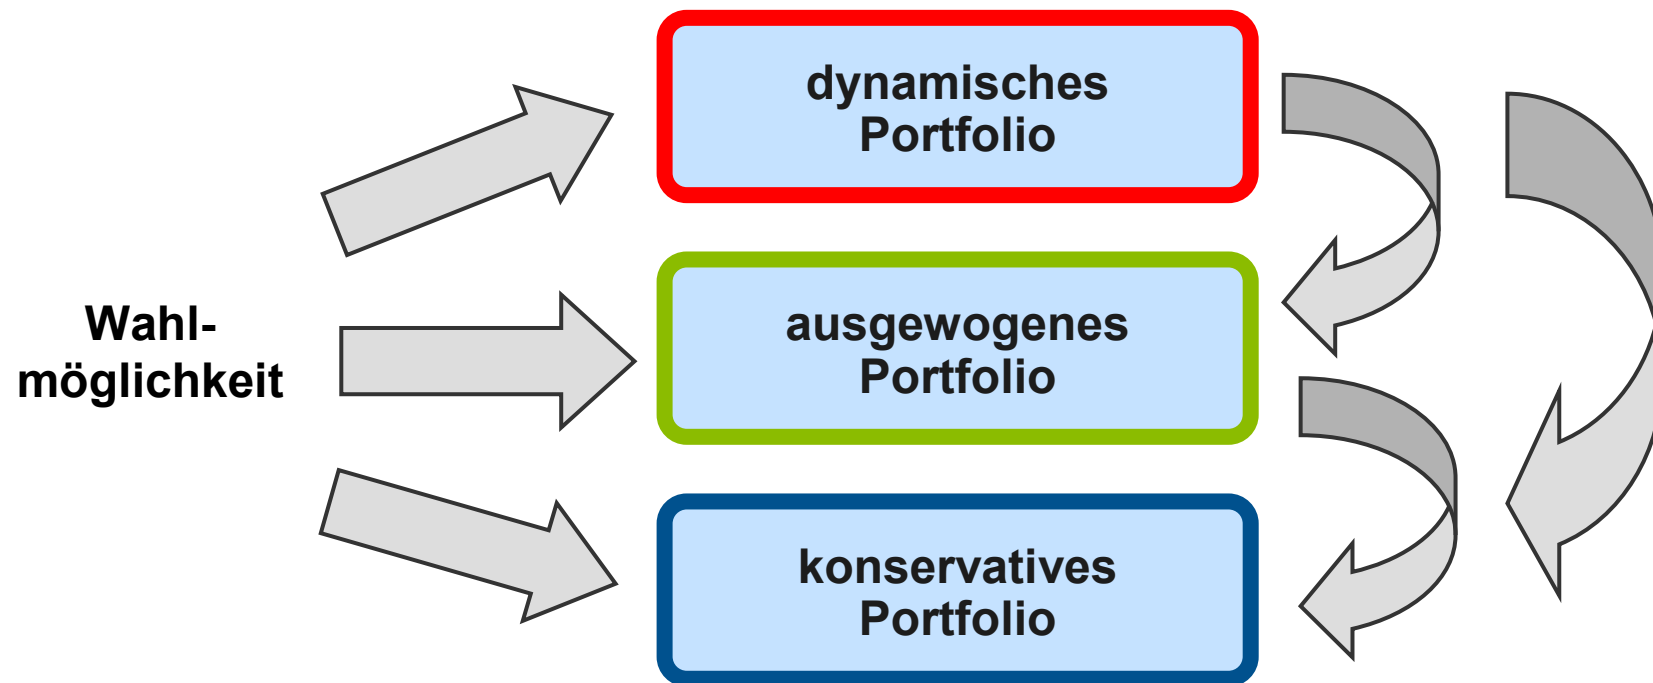 dynamisches
Portfolio
Wahl-
möglichkeit
ausgewogenes
Portfolio
konservatives
Portfolio